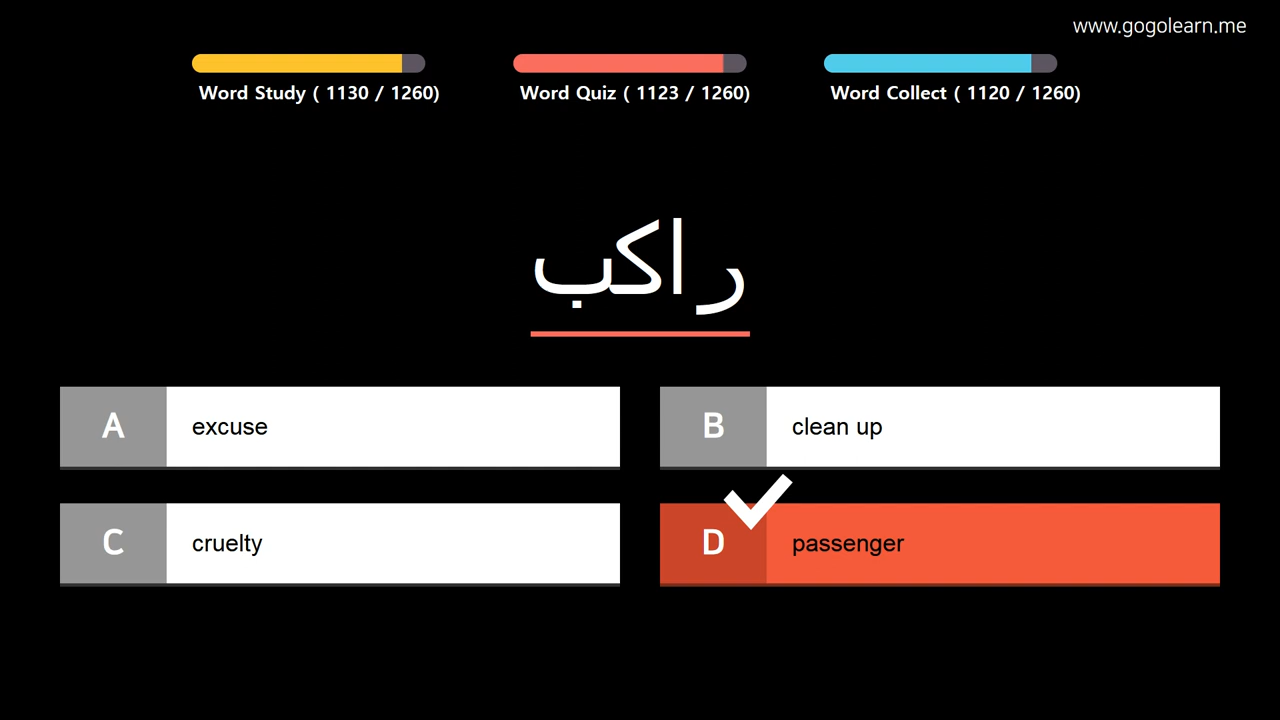 www.gogolearn.me
Word Study ( 1130 / 1260)
Word Quiz ( 1123 / 1260)
Word Collect ( 1120 / 1260)
راكب
A excuse
B clean up
C cruelty
D passenger